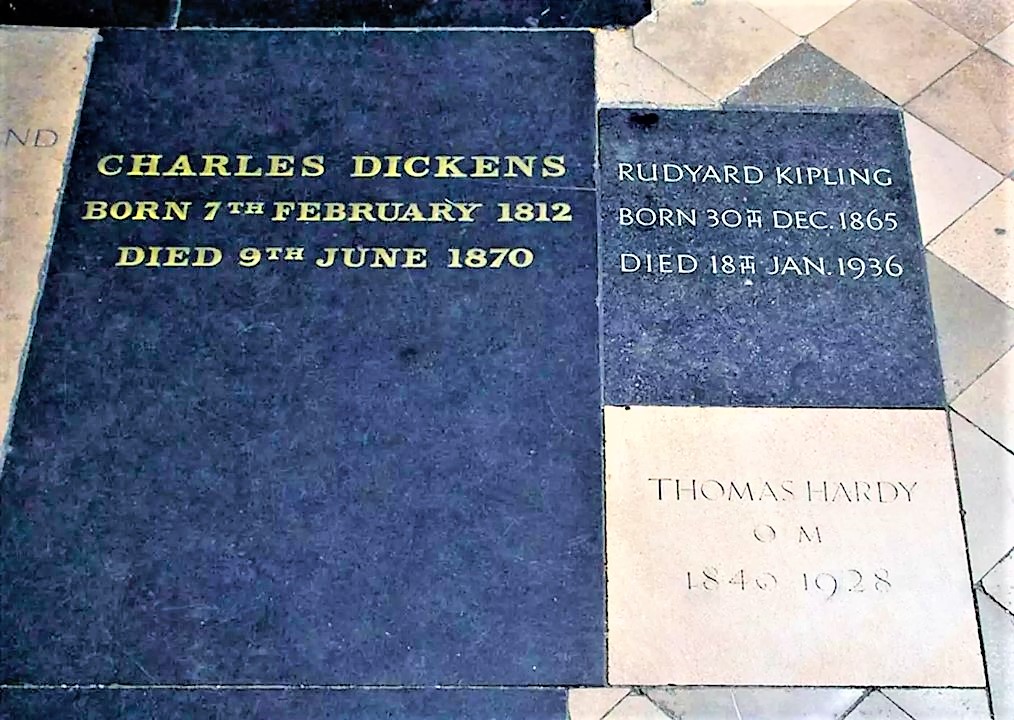 ND
CHARLES DICKENS
BORN 7TH FEBRUARY 1812
DIED 9TH JUNE 1870
RUDYARD KIPLING
BORN 30TH DEC. 1865
DIED 18TH JAN. 1936
THOMAS HARDY
O M
1840 1928